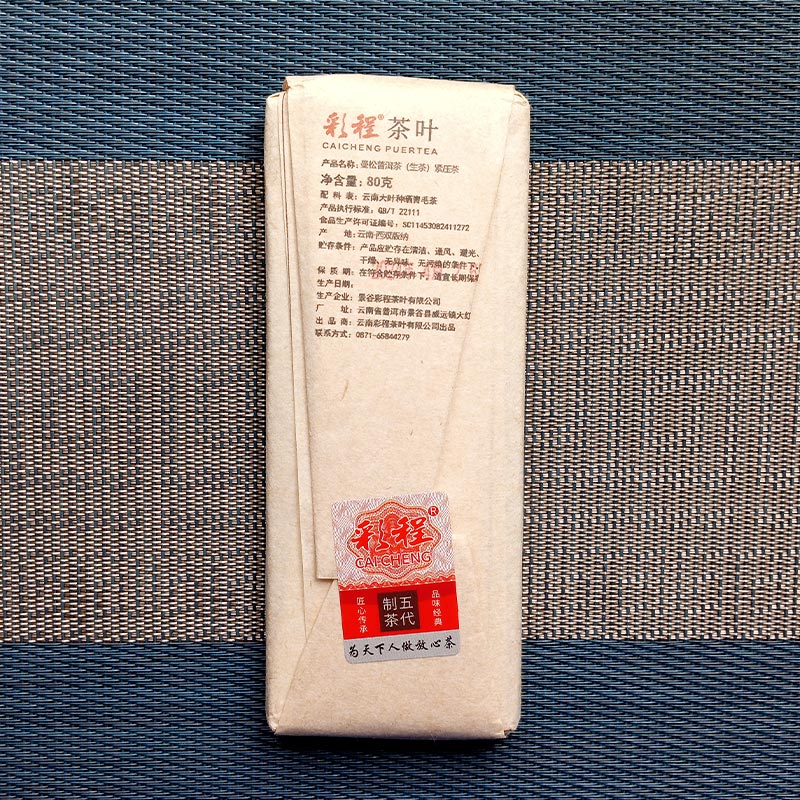 彩程® 茶叶
CAICHENG PUERTEA
产品名称：曼松普洱茶（生茶）紧压茶
净含量：80克
配 料 表：云南大叶种晒青毛茶
产品执行标准：GB/T 22111
食品生产许可证编号：SC11453082411272
产 地：云南·西双版纳
贮存条件：产品应贮存在清洁、通风、避光、
干燥、无异味、无污染的条件下。
保 质 期：在符合贮存条件下，适宜长期保
生产日期：
生产企业：景谷彩程茶叶有限公司
厂 址：云南省普洱市景谷县威远镇大
出 品 商：云南彩程茶叶有限公司出品
联系方式：0871-65844279
彩程®
CAI·CHENG
匠心传承
五代制茶
品味经典
为天下人做放心茶